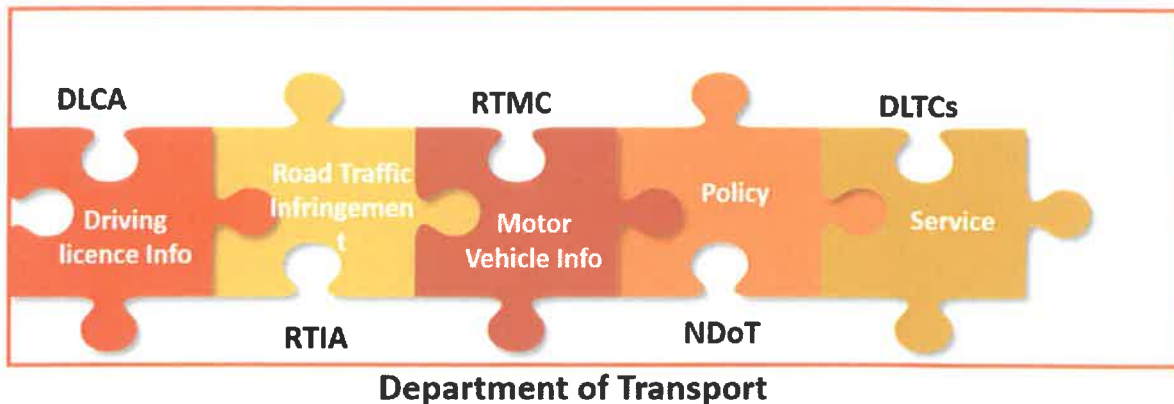 DLCA
RTMC
DLTCs
Driving
licence Info
Road Traffic
Infringemen
t
Motor
Vehicle Info
Policy
Service
RTIA
NDoT
Department of Transport